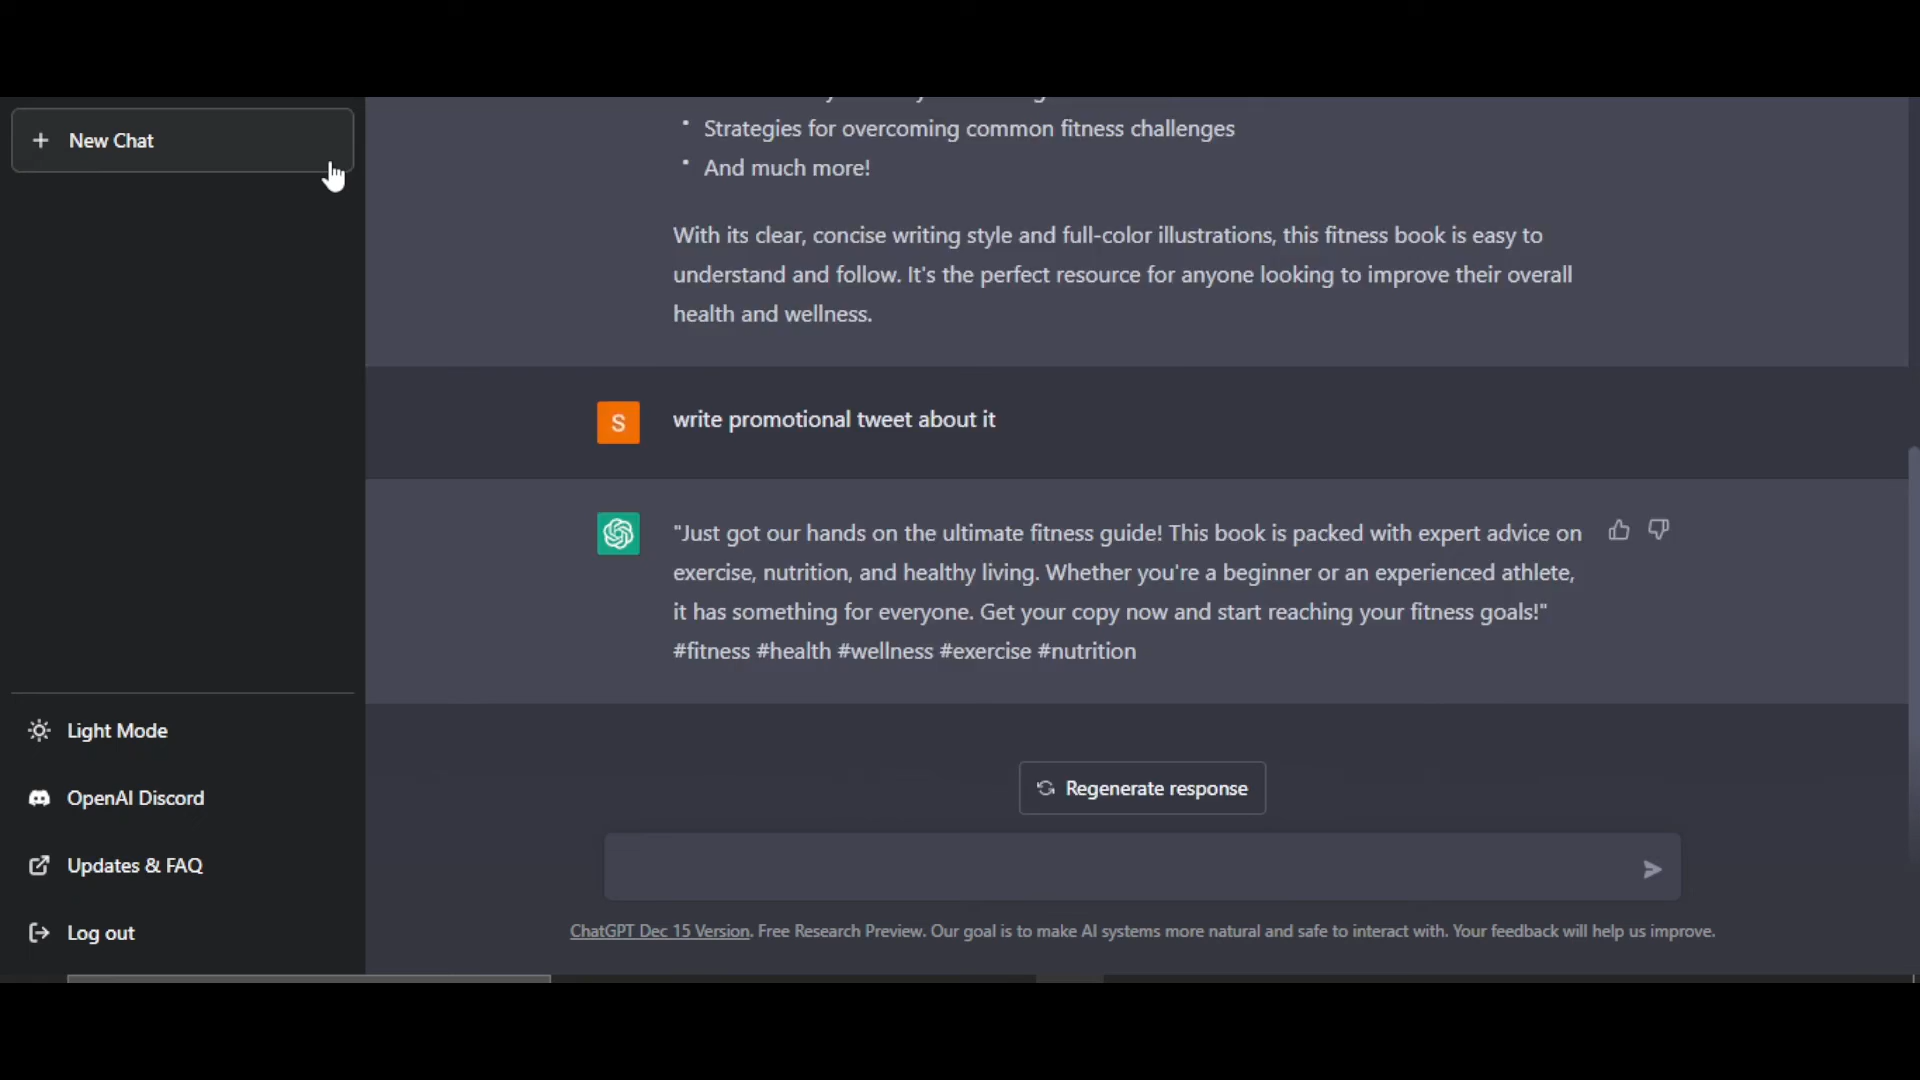 New Chat
• Strategies for overcoming common fitness challenges
• And much more!
With its clear, concise writing style and full-color illustrations, this fitness book is easy to
understand and follow. It's the perfect resource for anyone looking to improve their overall
health and wellness.
S
write promotional tweet about it
"Just got our hands on the ultimate fitness guide! This book is packed with expert advice on
exercise, nutrition, and healthy living. Whether you're a beginner or an experienced athlete,
it has something for everyone. Get your copy now and start reaching your fitness goals!"
#fitness #health #wellness #exercise #nutrition
Light Mode
OpenAI Discord
Updates & FAQ
Log out
Regenerate response
ChatGPT Dec 15 Version. Free Research Preview. Our goal is to make AI systems more natural and safe to interact with. Your feedback will help us improve.